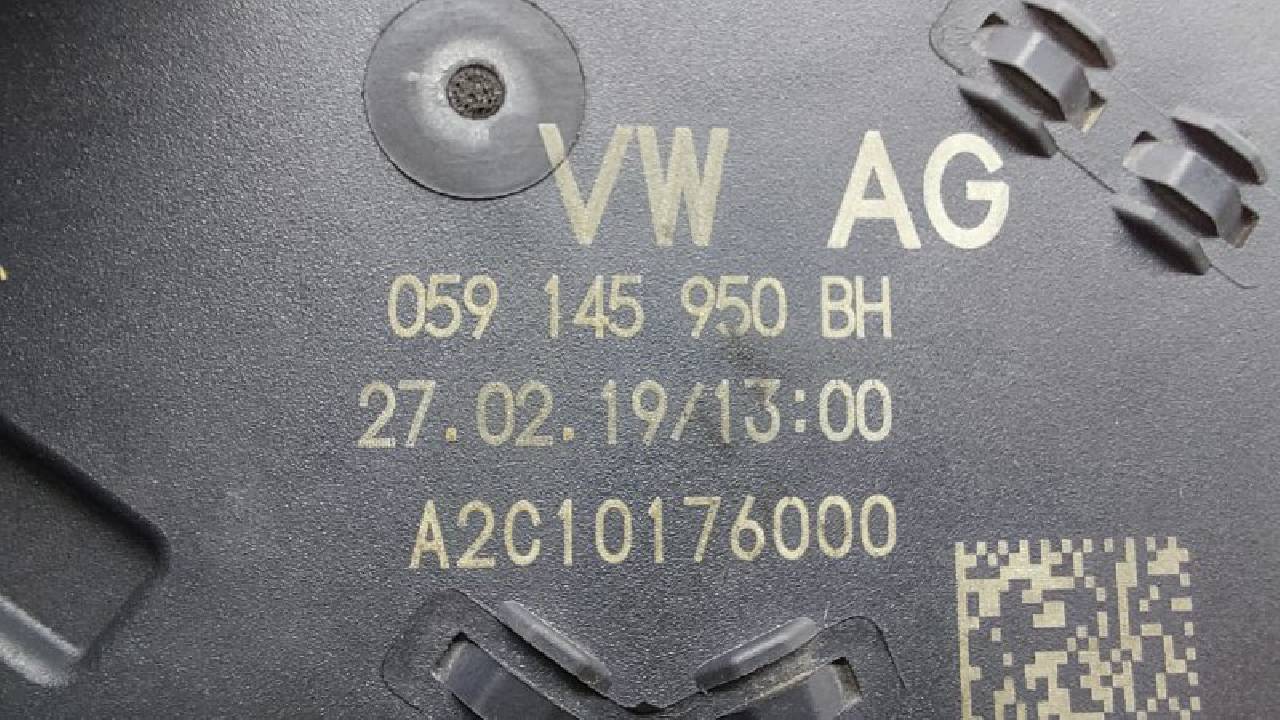 VW AG
059 145 950 BH
27.02.19/13:00
A2C10176000